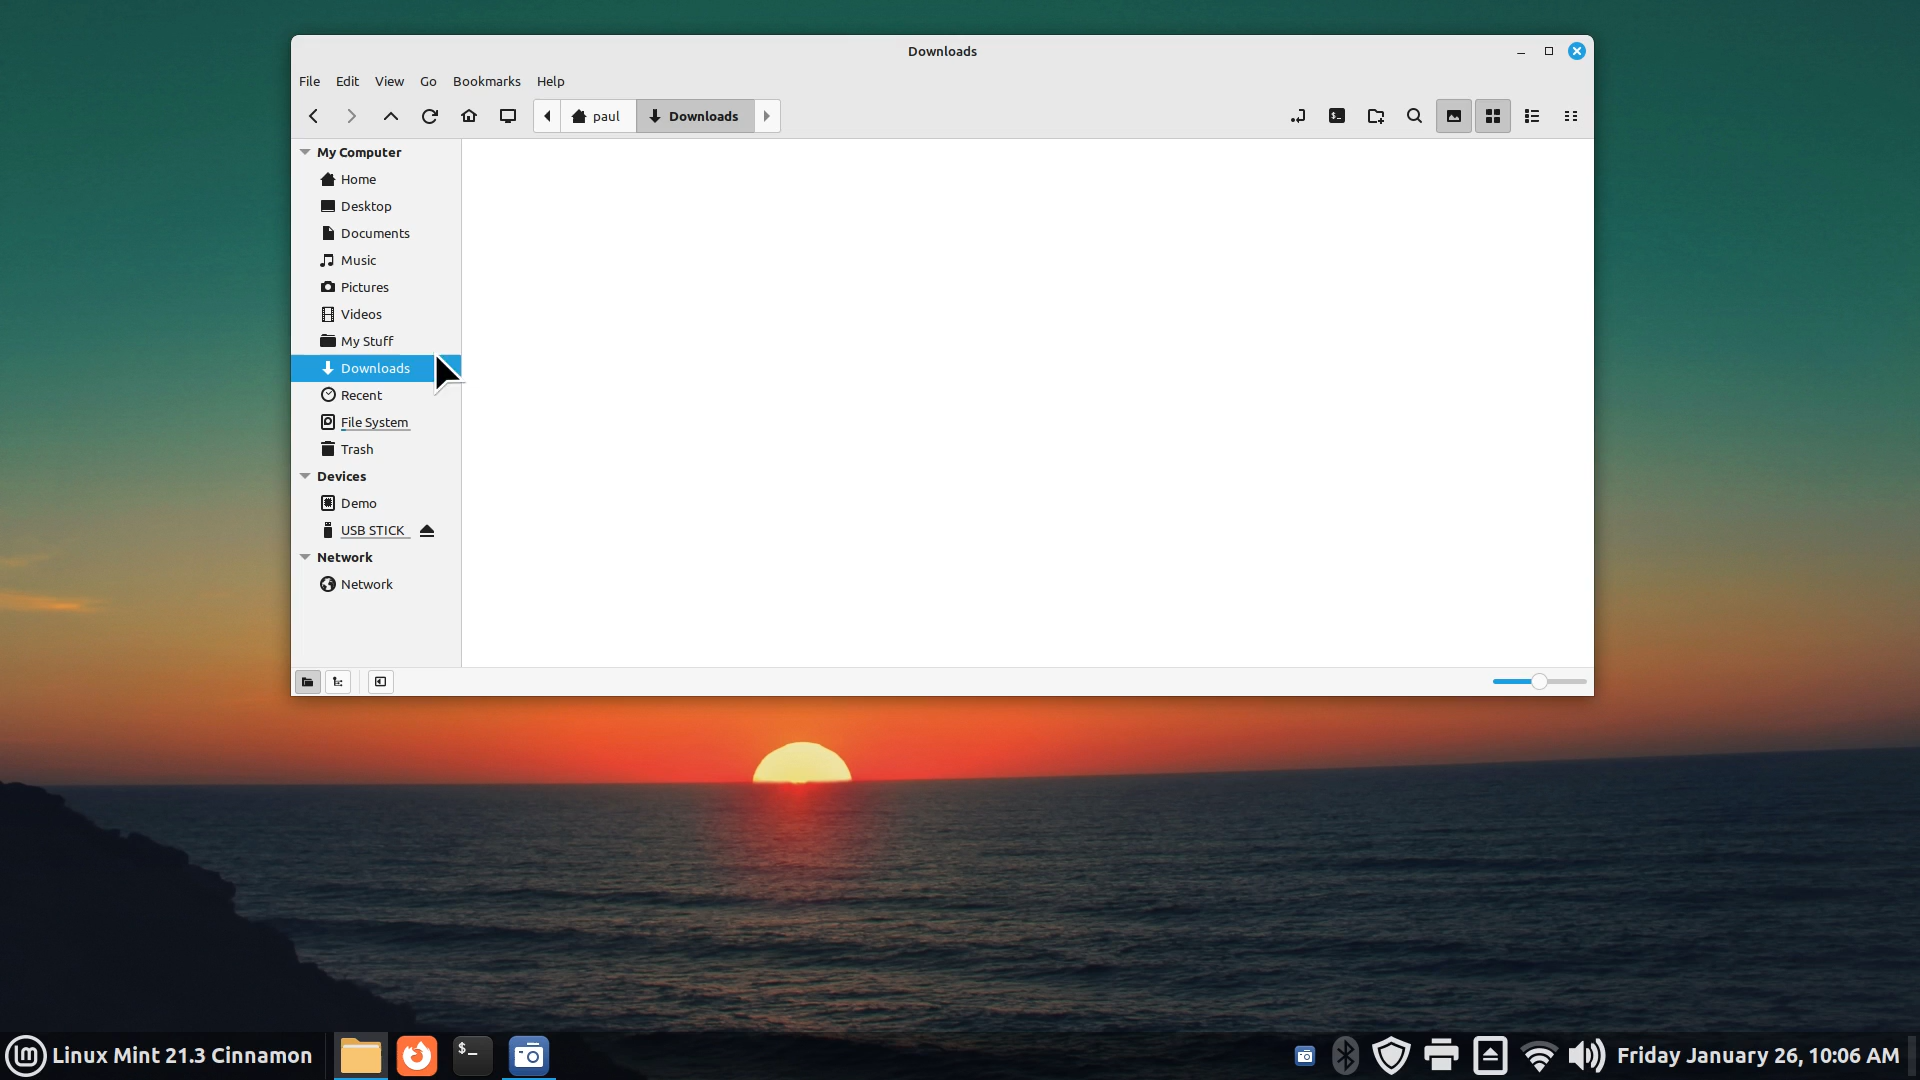 Downloads
File Edit View Go Bookmarks Help
paul Downloads
My Computer
Home
Desktop
Documents
Music
Pictures
Videos
My Stuff
Downloads
Recent
File System
Trash
Devices
Demo
USB STICK
Network
Network
Linux Mint 21.3 Cinnamon $_ Friday January 26, 10:06 AM